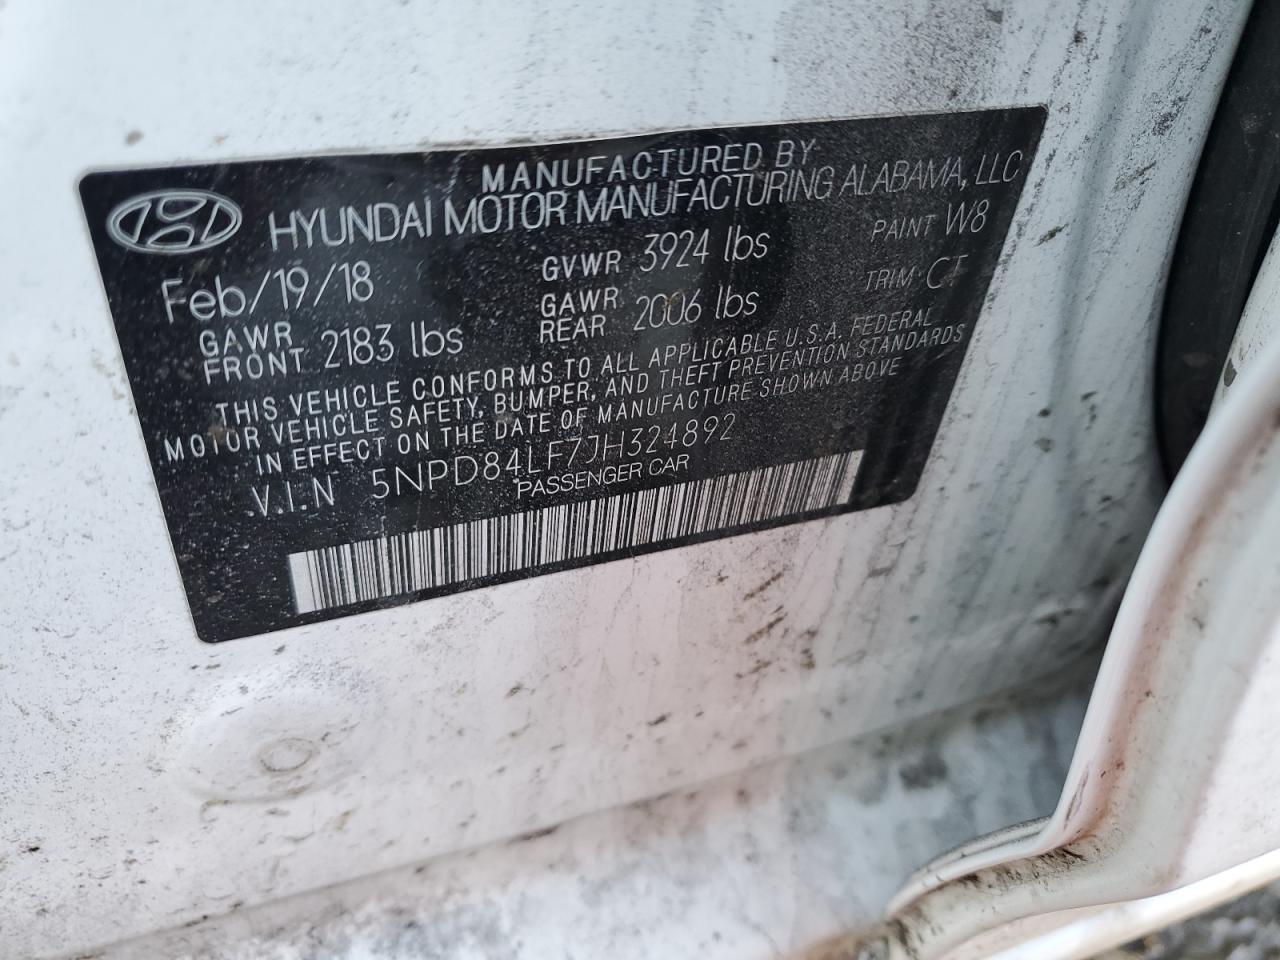 MANUFACTURED BY
HYUNDAI MOTOR MANUFACTURING ALABAMA, LLC
Feb/19/18 GVWR 3924 lbs PAINT W8
GAWR FRONT 2183 lbs GAWR REAR 2006 lbs TRIM CT
THIS VEHICLE CONFORMS TO ALL APPLICABLE U.S.A. FEDERAL
MOTOR VEHICLE SAFETY, BUMPER, AND THEFT PREVENTION STANDARDS
IN EFFECT ON THE DATE OF MANUFACTURE SHOWN ABOVE
V.I.N 5NPD84LF7JH324892
PASSENGER CAR